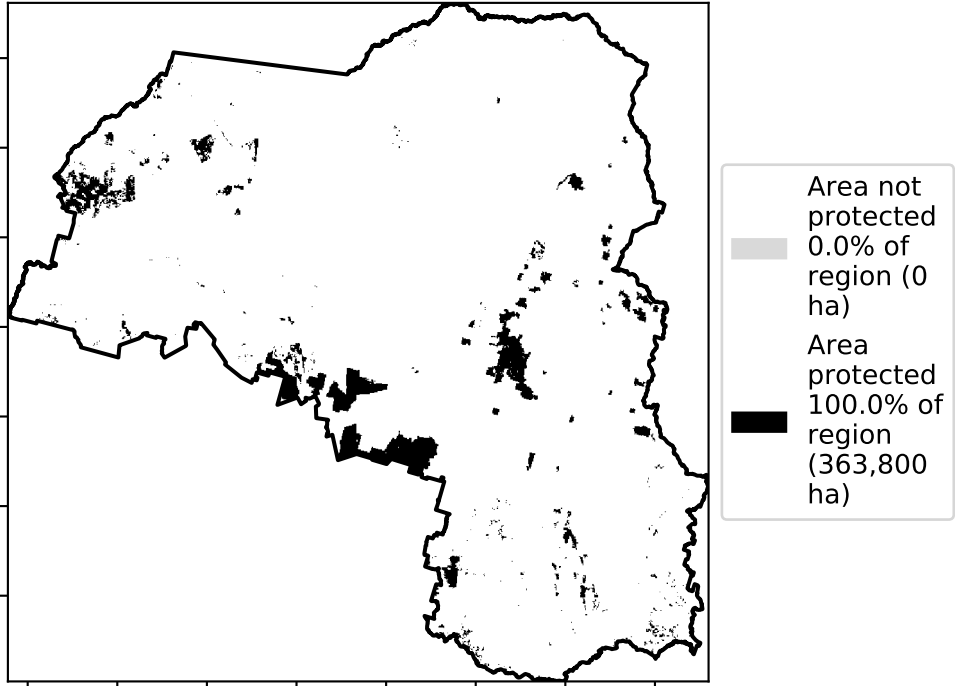 Area not
protected
0.0% of
region (0
ha)
Area
protected
100.0% of
region
(363,800
ha)